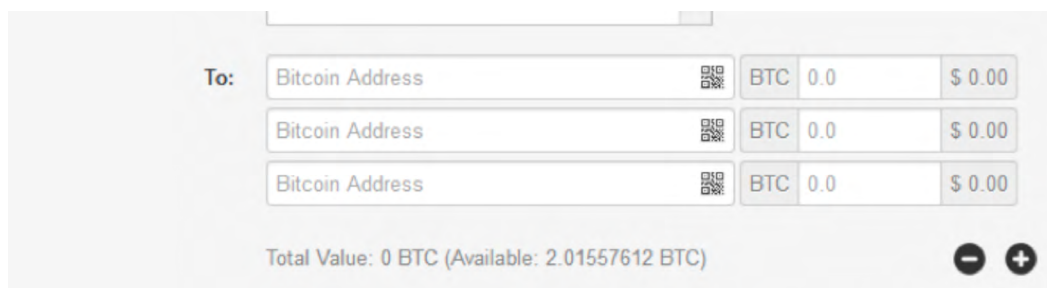 To: Bitcoin Address BTC 0.0 $ 0.00
Bitcoin Address BTC 0.0 $ 0.00
Bitcoin Address BTC 0.0 $ 0.00
Total Value: 0 BTC (Available: 2.01557612 BTC)